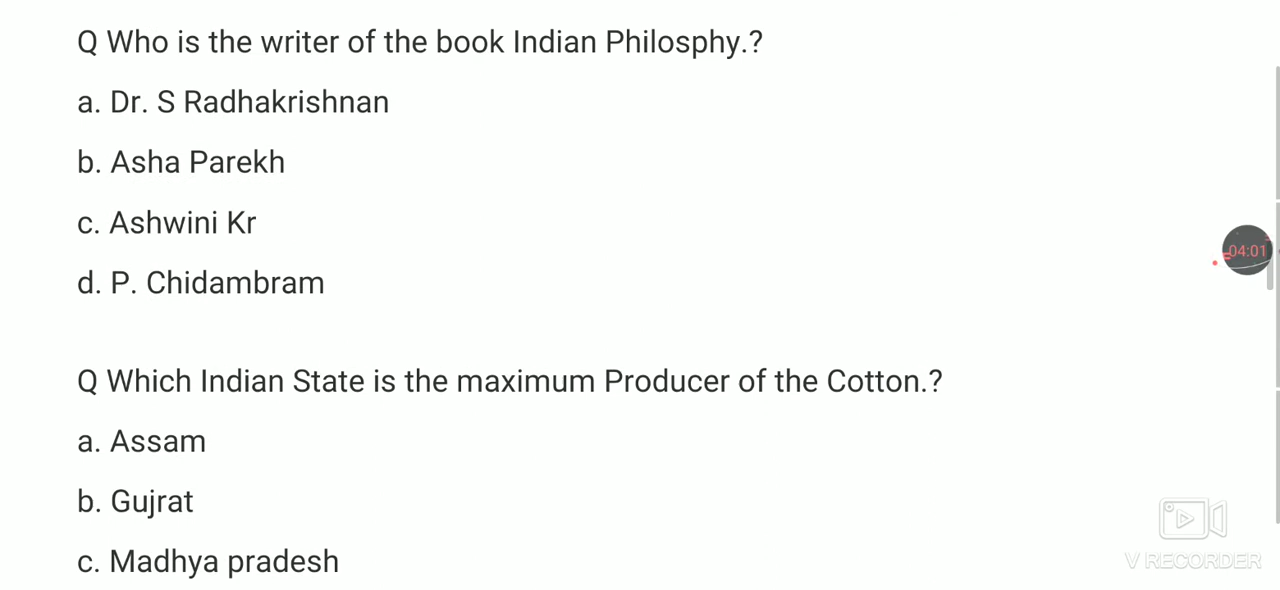 Q Who is the writer of the book Indian Philosphy.?
a. Dr. S Radhakrishnan
b. Asha Parekh
c. Ashwini Kr
d. P. Chidambram
04:01
Q Which Indian State is the maximum Producer of the Cotton.?
a. Assam
b. Gujrat
c. Madhya pradesh
V RECORDER